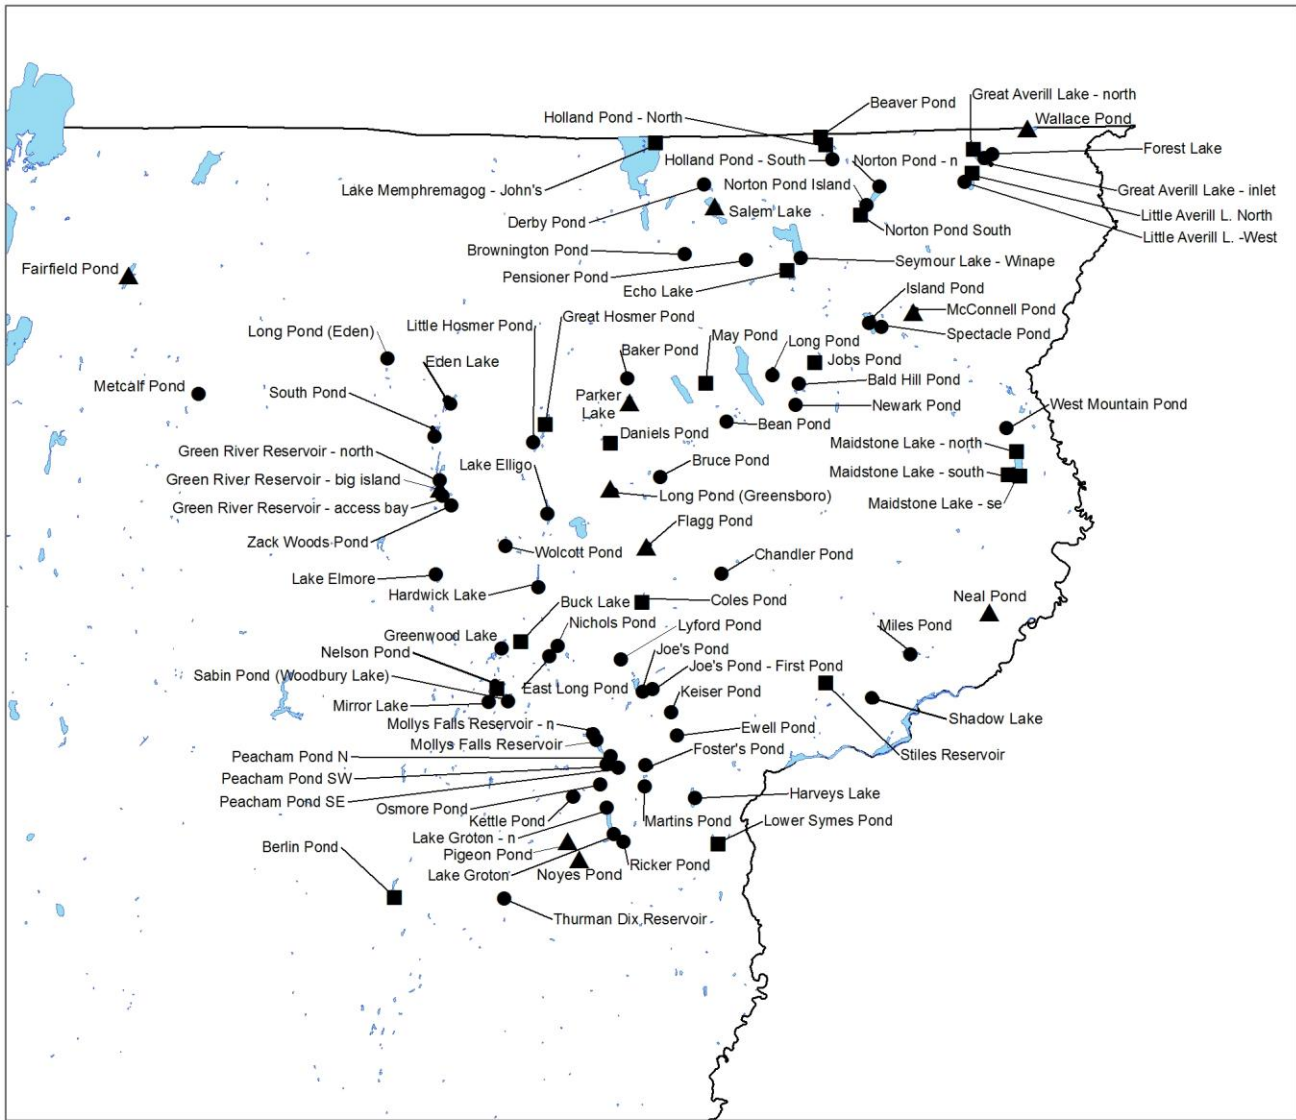 Great Averill Lake - north
Beaver Pond
Holland Pond - North
Wallace Pond
Forest Lake
Holland Pond - South
Norton Pond - n
Lake Memphremagog - John's
Norton Pond Island
Great Averill Lake - inlet
Derby Pond
Salem Lake
Little Averill L. North
Norton Pond South
Little Averill L. -West
Brownington Pond
Seymour Lake - Winape
Fairfield Pond
Pensioner Pond
Echo Lake
Island Pond
McConnell Pond
Great Hosmer Pond
Little Hosmer Pond
Long Pond (Eden)
Spectacle Pond
May Pond
Long Pond
Baker Pond
Jobs Pond
Eden Lake
Metcalf Pond
Bald Hill Pond
South Pond
Parker
Lake
Newark Pond
West Mountain Pond
Bean Pond
Daniels Pond
Maidstone Lake - north
Green River Reservoir - north
Lake Elligo
Bruce Pond
Maidstone Lake - south
Green River Reservoir - big island
Long Pond (Greensboro)
Maidstone Lake - se
Green River Reservoir - access bay
Flagg Pond
Zack Woods Pond
Wolcott Pond
Chandler Pond
Lake Elmore
Hardwick Lake
Neal Pond
Buck Lake
Coles Pond
Nichols Pond
Lyford Pond
Miles Pond
Greenwood Lake
Nelson Pond
Joe's Pond
Joe's Pond - First Pond
Sabin Pond (Woodbury Lake)
East Long Pond
Keiser Pond
Mirror Lake
Shadow Lake
Mollys Falls Reservoir - n
Ewell Pond
Mollys Falls Reservoir
Foster's Pond
Stiles Reservoir
Peacham Pond N
Peacham Pond SW
Peacham Pond SE
Harveys Lake
Osmore Pond
Kettle Pond
Martins Pond
Lower Symes Pond
Lake Groton - n
Berlin Pond
Pigeon Pond
Ricker Pond
Lake Groton
Noyes Pond
Thurman Dix,Reservoir